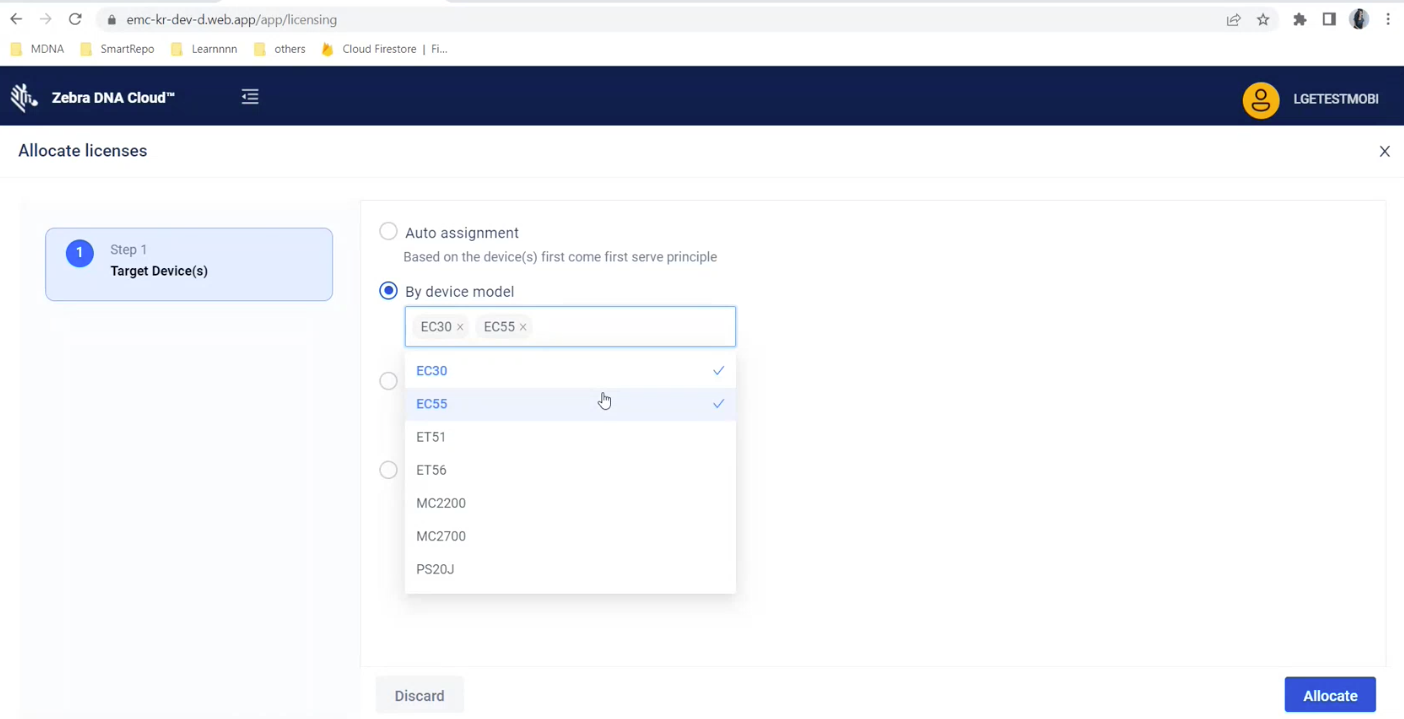 emc-kr-dev-d.web.app/app/licensing
MDNA SmartRepo Learnnnn others Cloud Firestore | Fi...
Zebra DNA Cloud™ LGETESTMOBI
Allocate licenses
1 Step 1
Target Device(s)
Auto assignment
Based on the device(s) first come first serve principle
By device model
EC30 × EC55 ×
EC30
EC55
ET51
ET56
MC2200
MC2700
PS20J
Discard Allocate